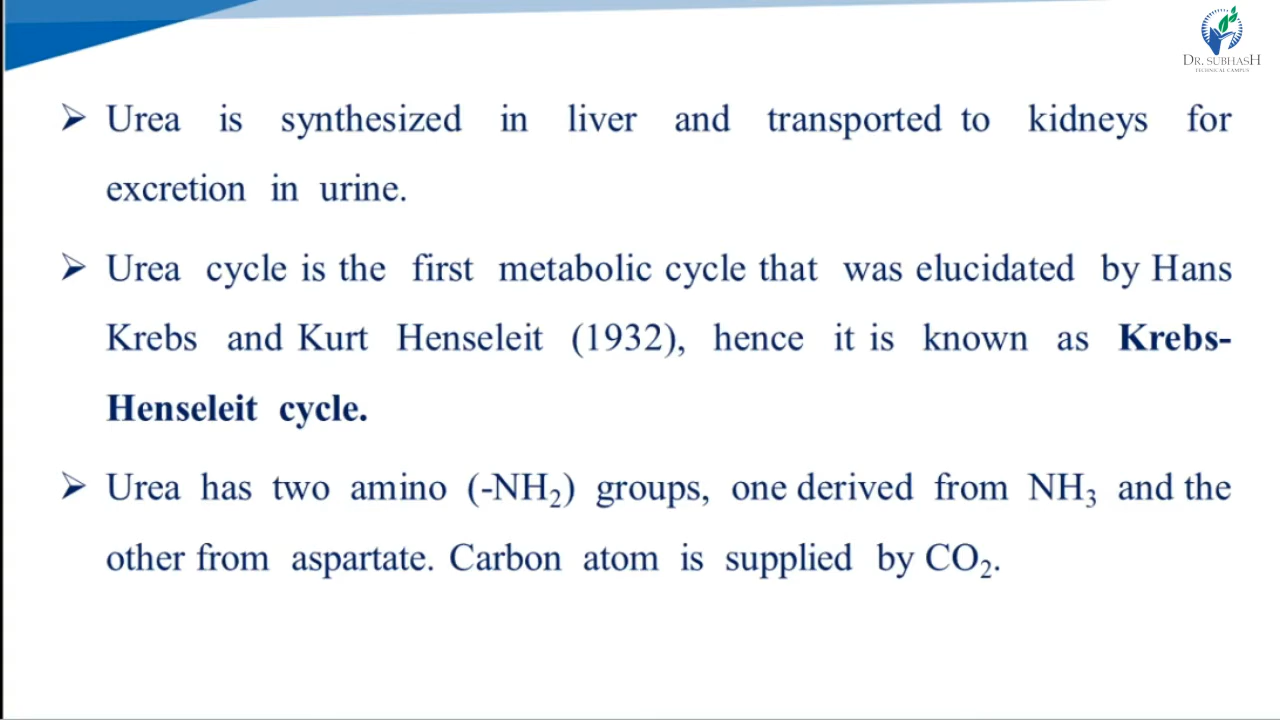 DR. SUBHASH
TECHNICAL CAMPUS
➢ Urea is synthesized in liver and transported to kidneys for
excretion in urine.
➢ Urea cycle is the first metabolic cycle that was elucidated by Hans
Krebs and Kurt Henseleit (1932), hence it is known as Krebs-
Henseleit cycle.
➢ Urea has two amino (-NH₂) groups, one derived from NH₃ and the
other from aspartate. Carbon atom is supplied by CO₂.